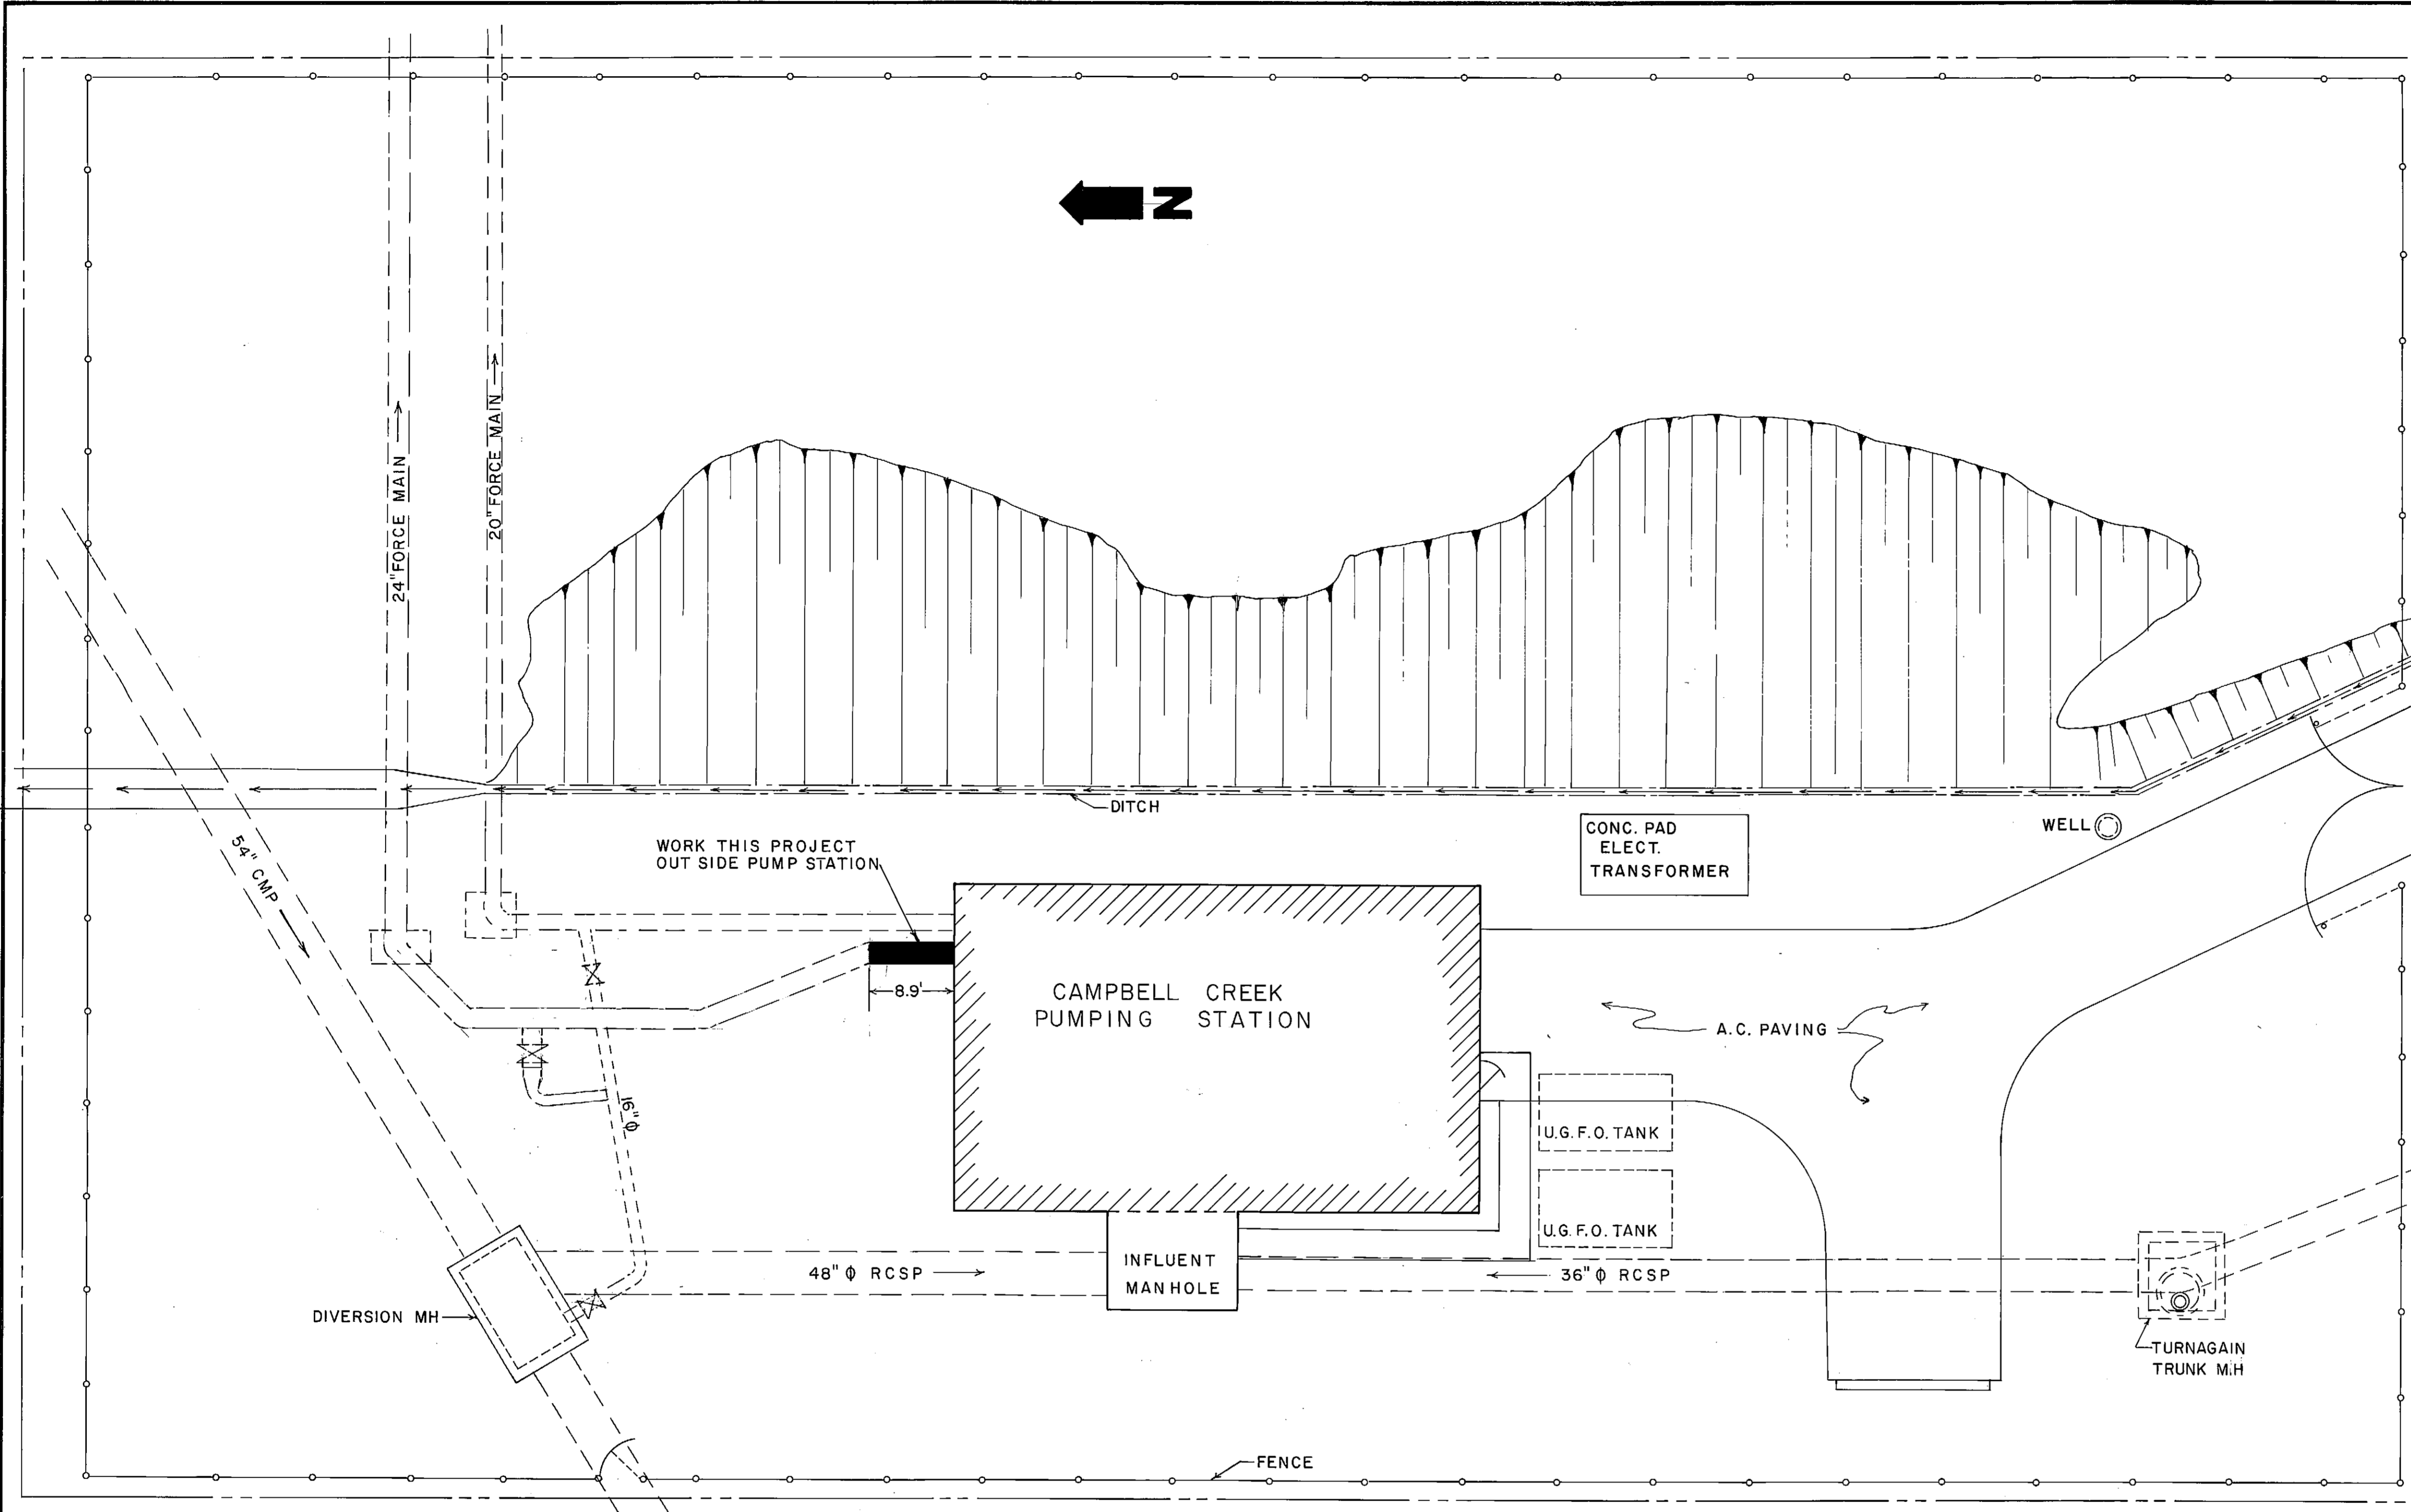 N
24" FORCE MAIN
20" FORCE MAIN
54" CMP
DITCH
WORK THIS PROJECT
OUT SIDE PUMP STATION
CONC. PAD
ELECT.
TRANSFORMER
WELL
8.9'
CAMPBELL CREEK
PUMPING STATION
A.C. PAVING
16" Φ
U.G.F.O. TANK
U.G.F.O. TANK
INFLUENT
MANHOLE
48" Φ RCSP
36" Φ RCSP
DIVERSION MH
TURNAGAIN
TRUNK M.H
FENCE